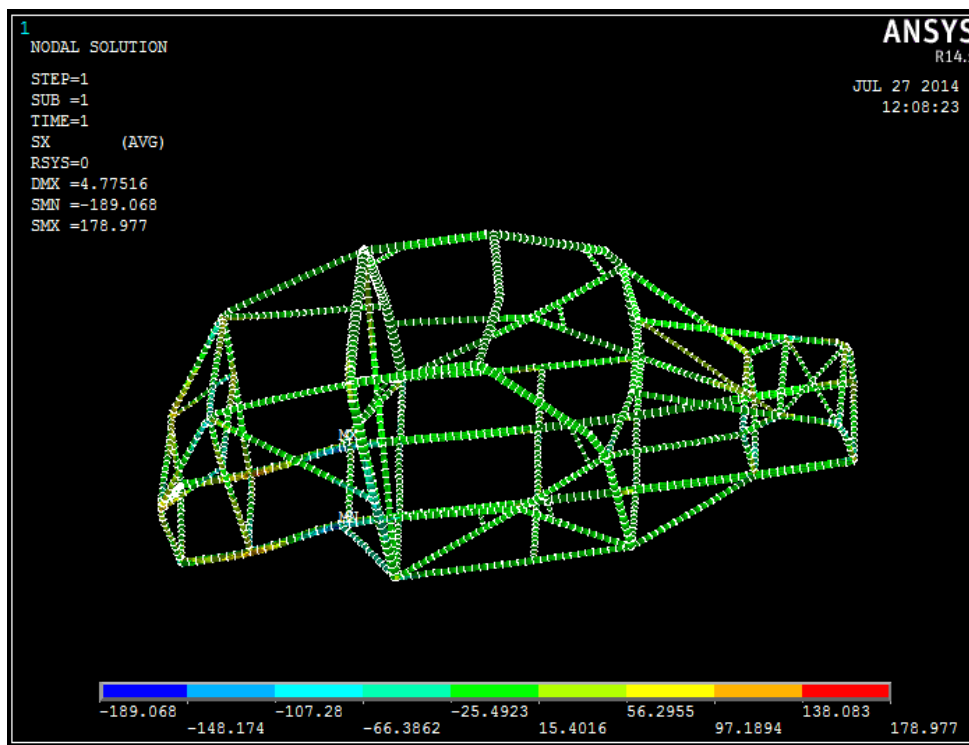 1
NODAL SOLUTION
STEP=1
SUB =1
TIME=1
SX (AVG)
RSYS=0
DMX =4.77516
SMN =-189.068
SMX =178.977
ANSYS
JUL 27 2014
12:08:23
-189.068 -107.28 -25.4923 56.2955 138.083
-148.174 -66.3862 15.4016 97.1894 178.977